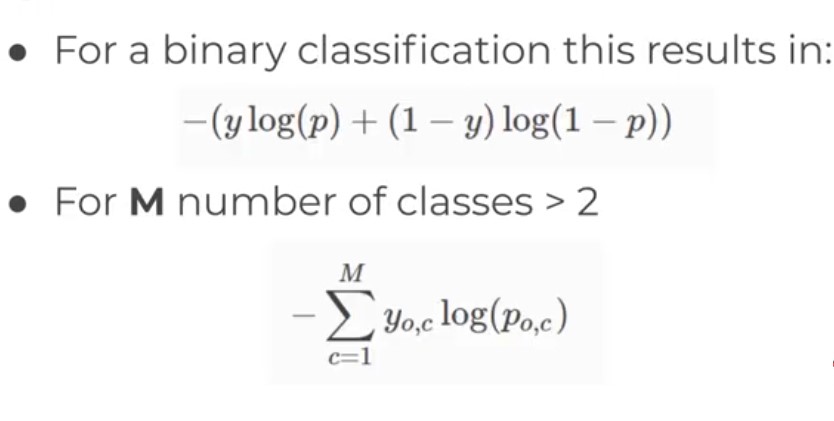 • For a binary classification this results in:
−(y log(p) + (1 − y) log(1 − p))
• For M number of classes > 2
M
− ∑ y_{o,c} log(p_{o,c})
c=1